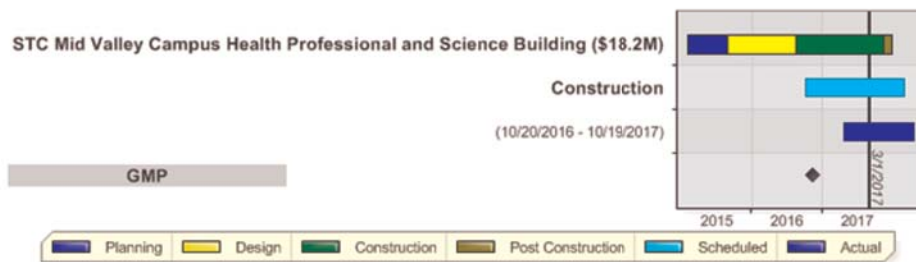 STC Mid Valley Campus Health Professional and Science Building ($18.2M)
Construction
(10/20/2016 - 10/19/2017)
GMP
3/1/2017
2015 2016 2017
Planning Design Construction Post Construction Scheduled Actual